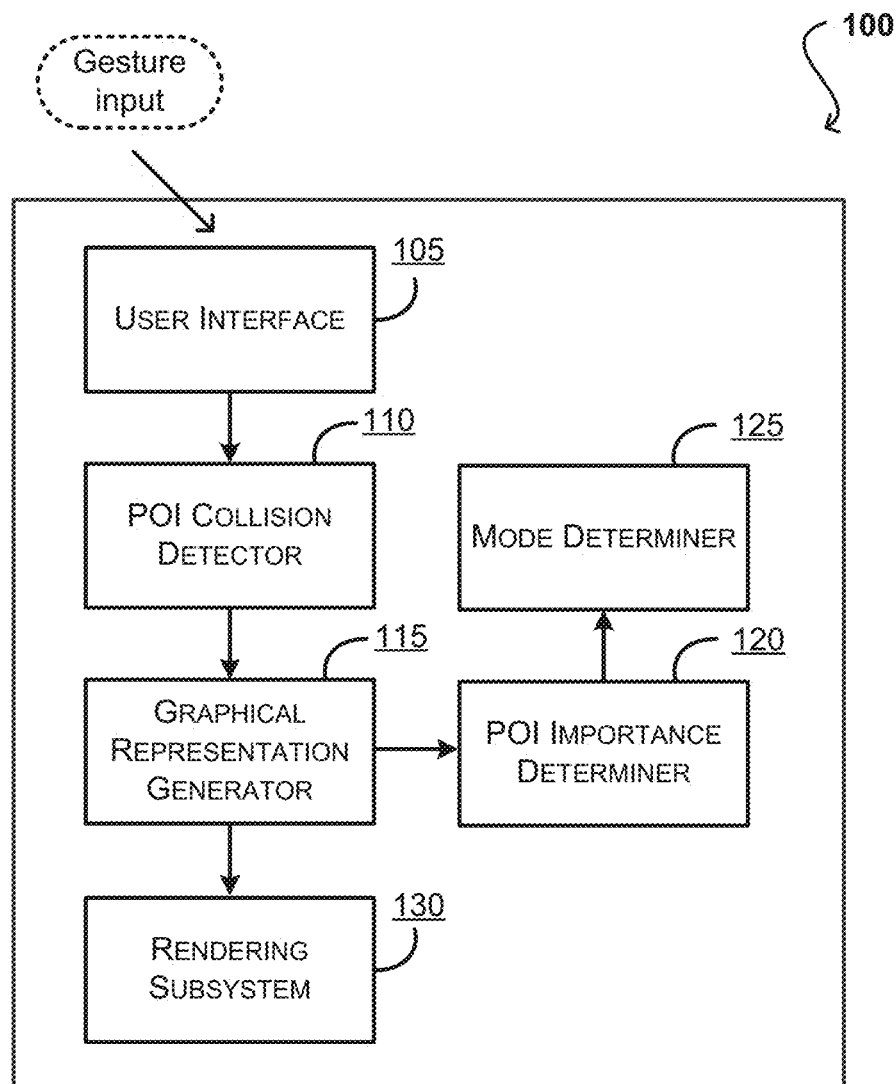 100
Gesture
input
105
USER INTERFACE
110
POI COLLISION
DETECTOR
125
MODE DETERMINER
115
GRAPHICAL
REPRESENTATION
GENERATOR
120
POI IMPORTANCE
DETERMINER
130
RENDERING
SUBSYSTEM